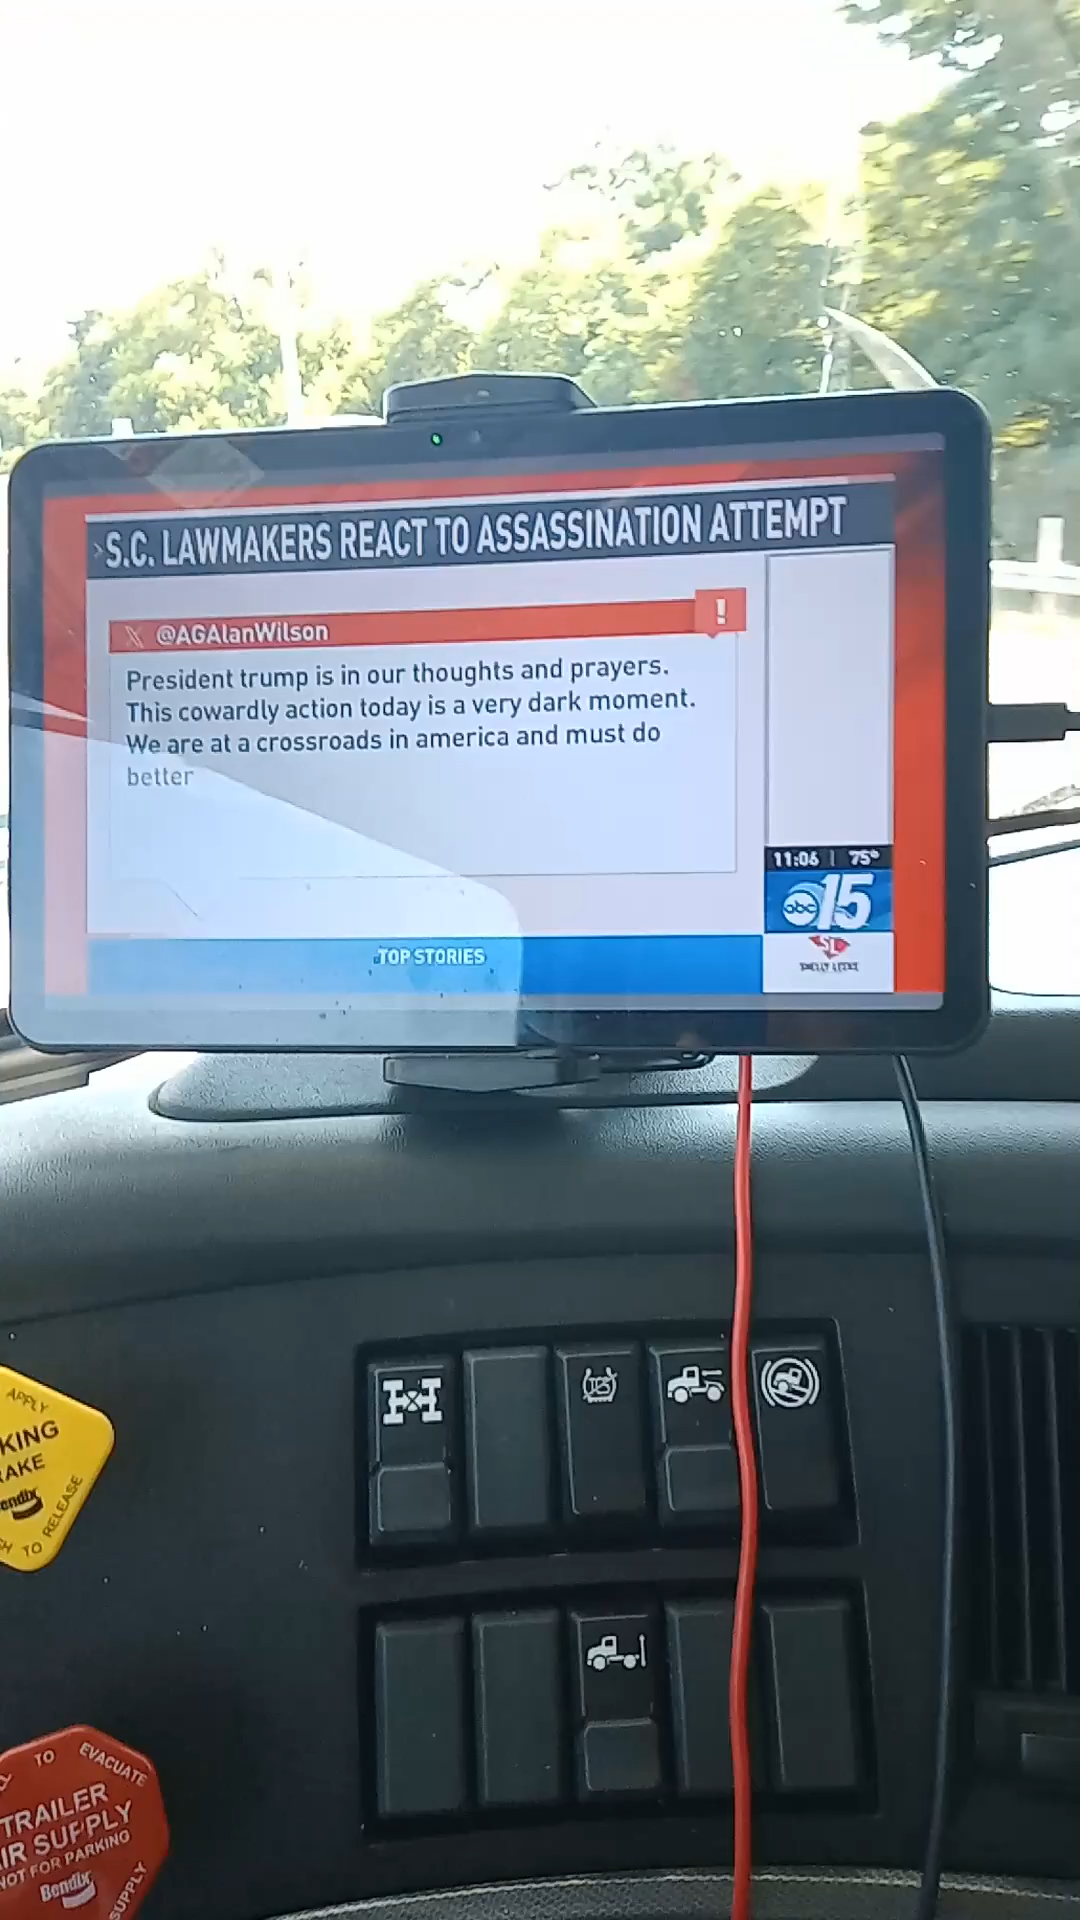 S.C. LAWMAKERS REACT TO ASSASSINATION ATTEMPT
!
X @AGAlanWilson
President trump is in our thoughts and prayers.
This cowardly action today is a very dark moment.
We are at a crossroads in america and must do
better
11:06 | 75°
abc 15
SL
TOP STORIES
APPLY
KING
AKE
Bendix
TO RELEASE
TO EVACUATE
TRAILER
IR SUPPLY
NOT FOR PARKING
Bendix
SUPPLY